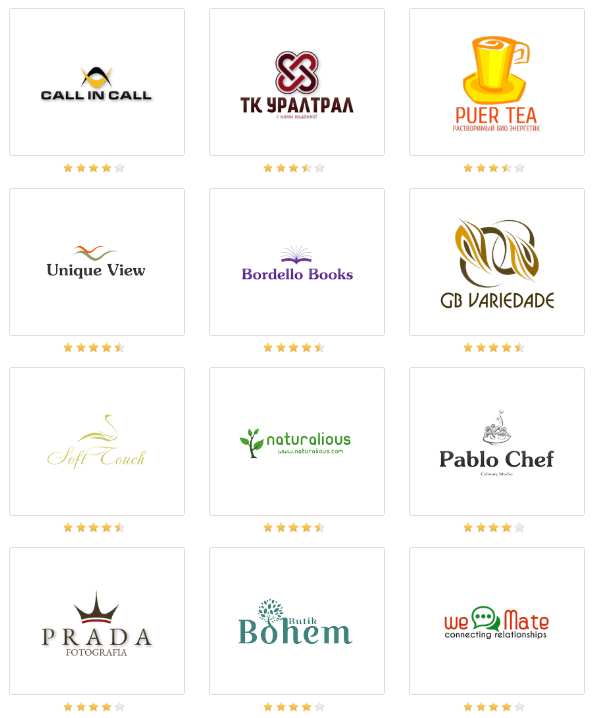 CALL IN CALL
ТК УРАЛТРАЛ
с нами надежно!
PUER TEA
РАСТВОРИМЫЙ БИО ЭНЕРГЕТИК
Unique View
Bordello Books
GB VARIEDADE
Soft Touch
naturalious
www.naturalious.com
Pablo Chef
Culinary Studio
PRADA
FOTOGRAFIA
Butik
Bohem
we Mate
connecting relationships